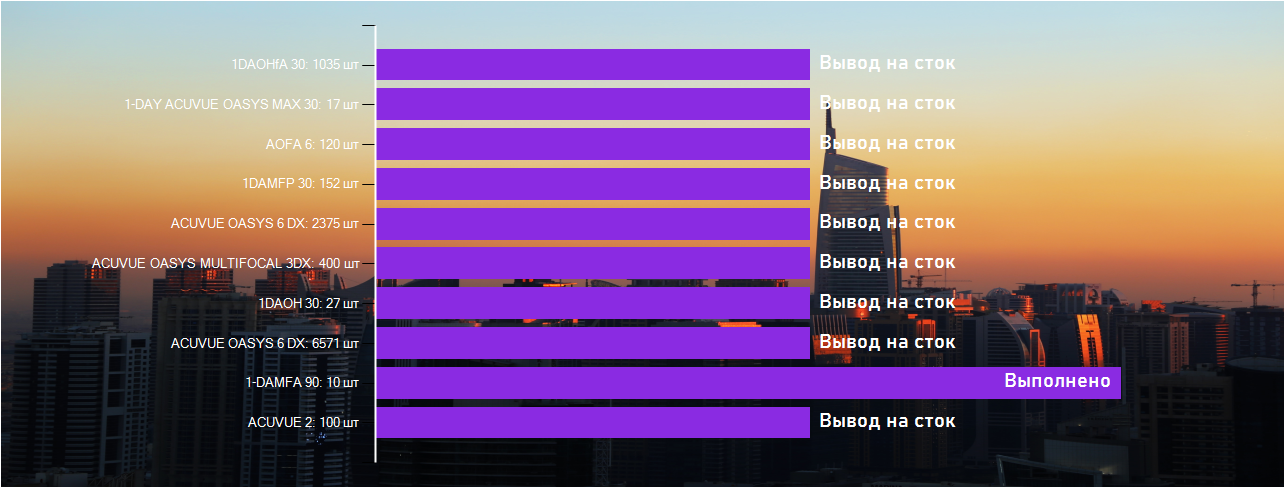 1DAOHfA 30: 1035 шт Вывод на сток
1-DAY ACUVUE OASYS MAX 30: 17 шт Вывод на сток
AOFA 6: 120 шт Вывод на сток
1DAMFP 30: 152 шт Вывод на сток
ACUVUE OASYS 6 DX: 2375 шт Вывод на сток
ACUVUE OASYS MULTIFOCAL 3DX: 400 шт Вывод на сток
1DAOH 30: 27 шт Вывод на сток
ACUVUE OASYS 6 DX: 6571 шт Вывод на сток
1-DAMFA 90: 10 шт Выполнено
ACUVUE 2: 100 шт Вывод на сток